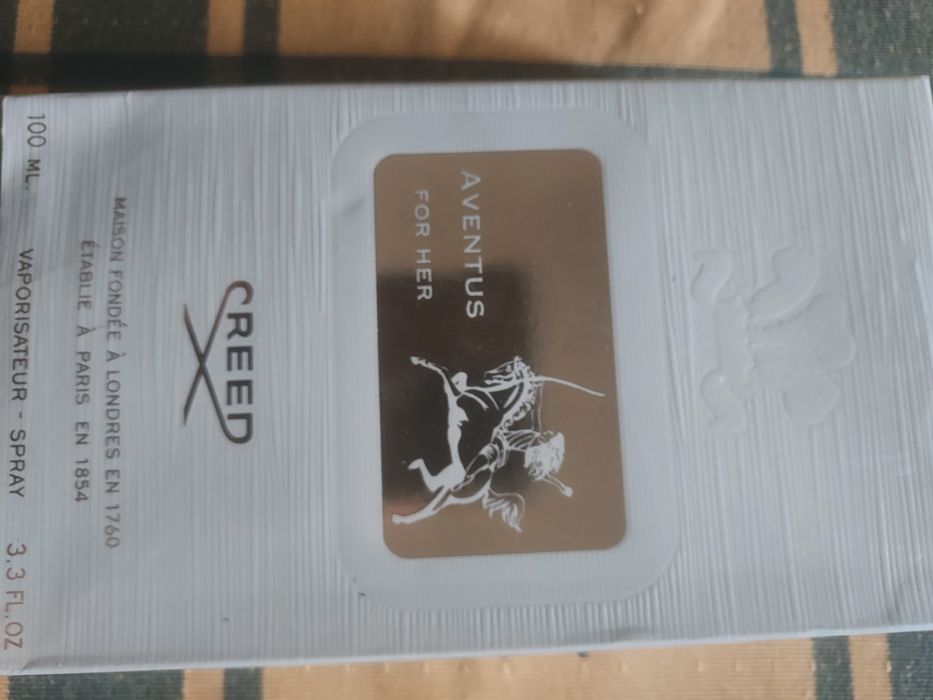 AVENTUS
FOR HER
CREED
MAISON FONDÉE À LONDRES EN 1760
ÉTABLIE À PARIS EN 1854
100 ML. VAPORISATEUR - SPRAY 3.3 FL.OZ